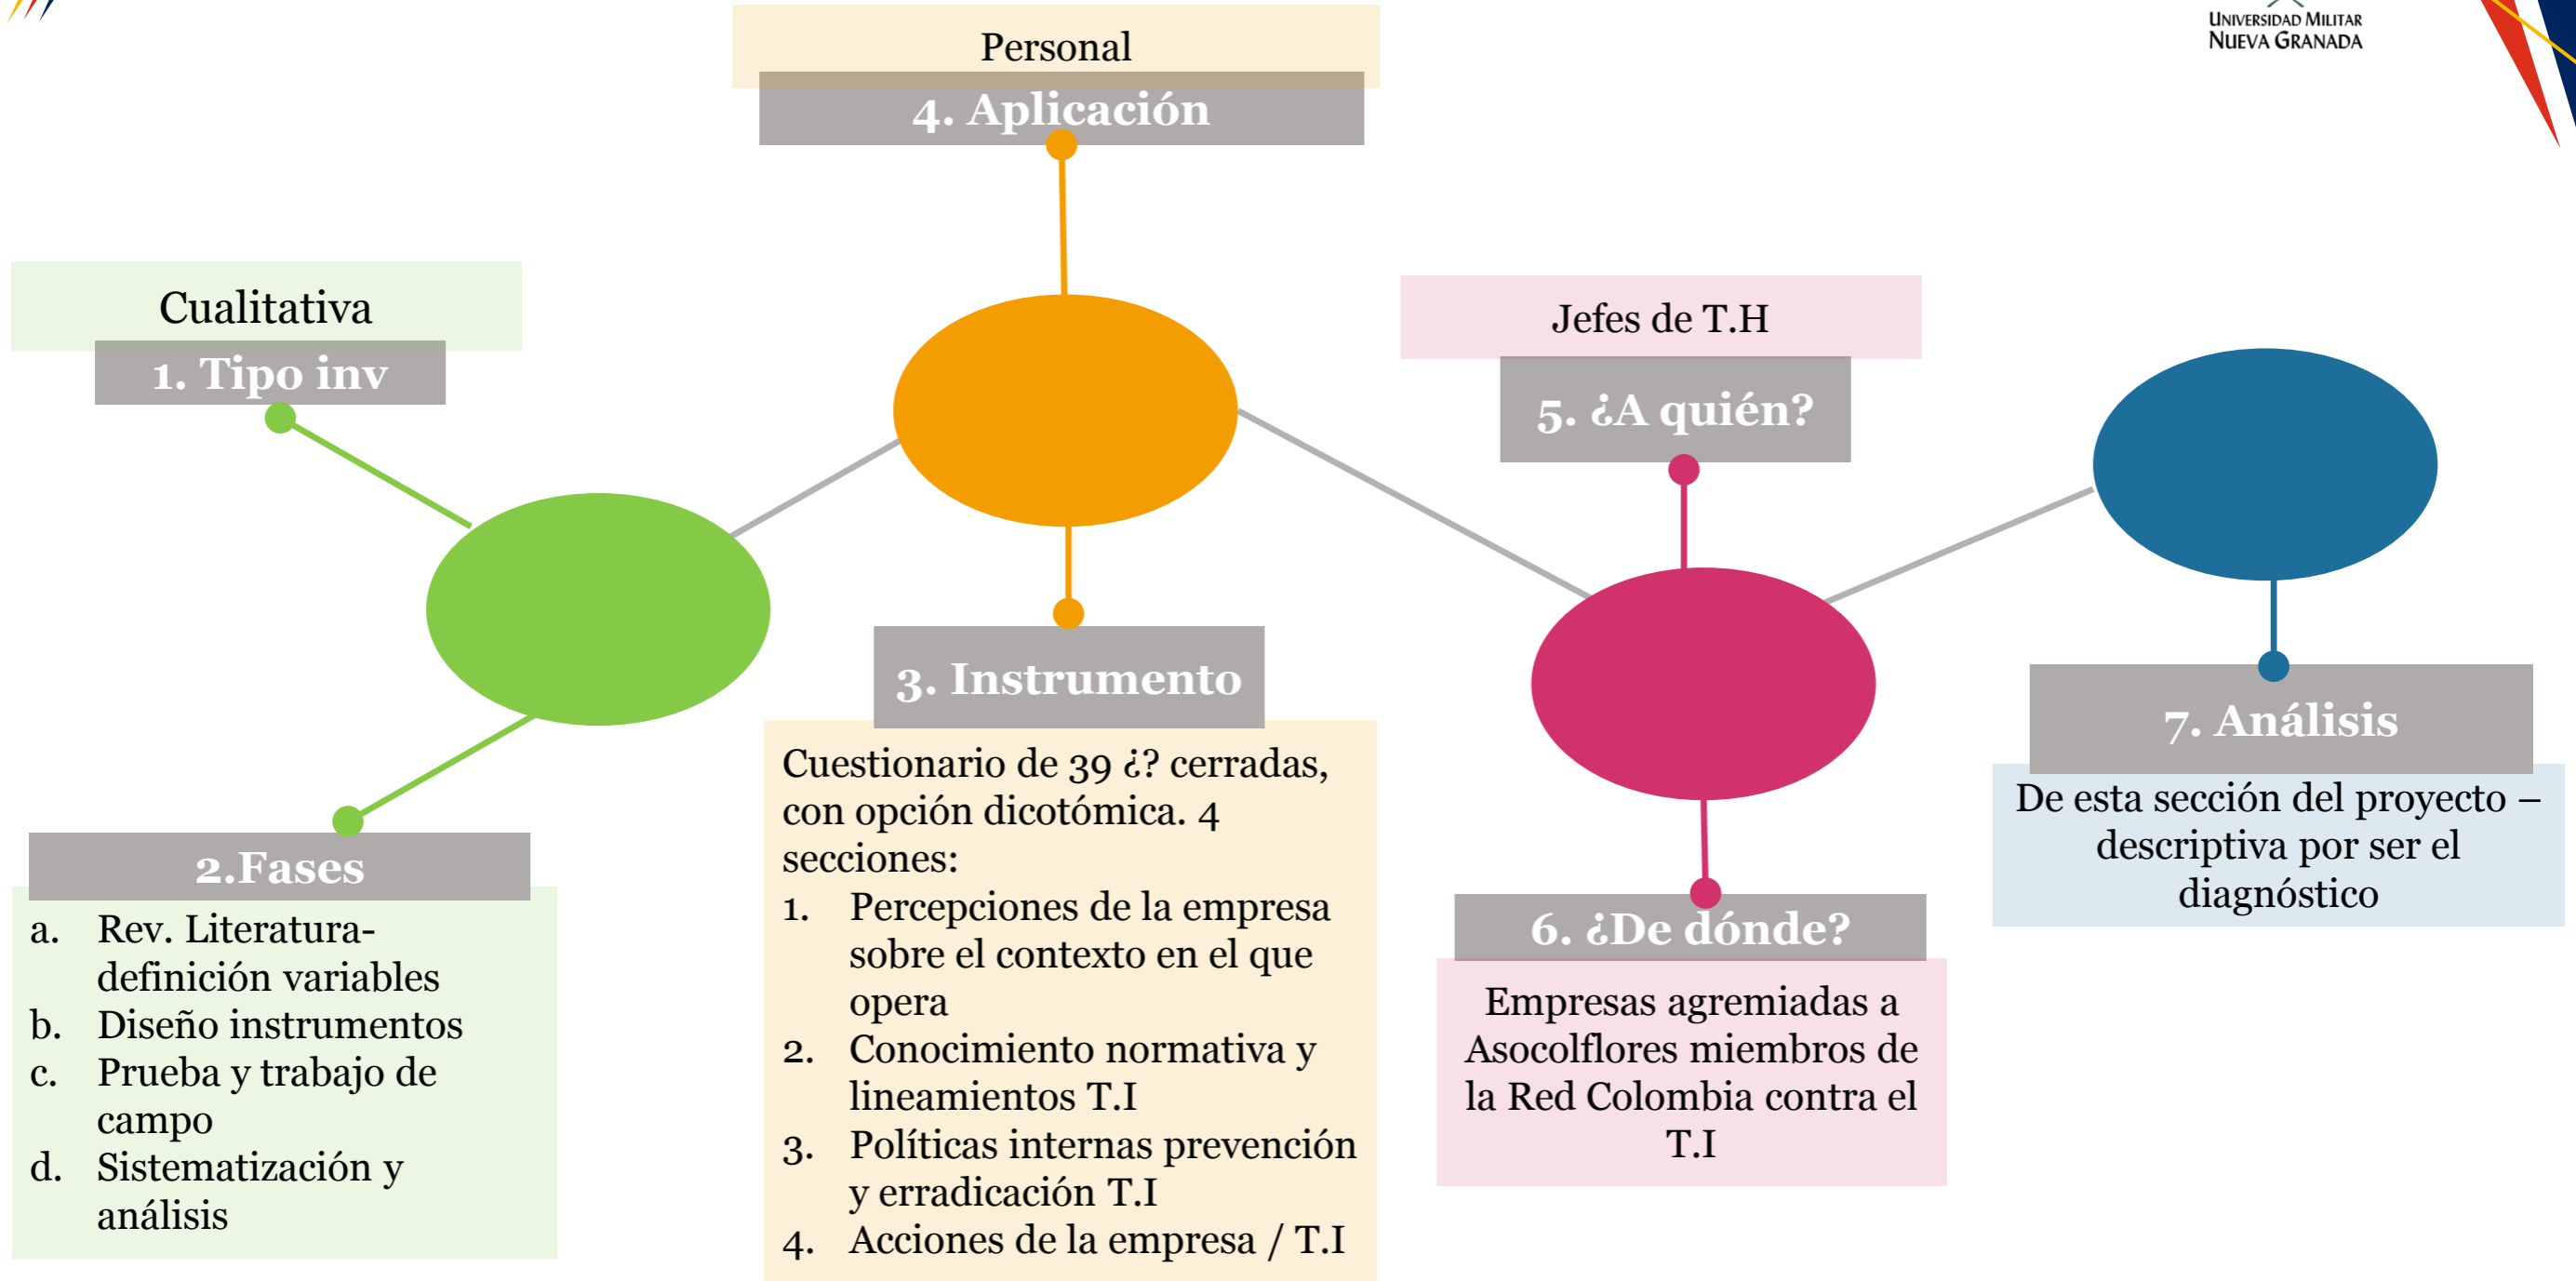 UNIVERSIDAD MILITAR
NUEVA GRANADA
Cualitativa
1. Tipo inv
2.Fases
a. Rev. Literatura-
definición variables
b. Diseño instrumentos
c. Prueba y trabajo de
campo
d. Sistematización y
análisis
Personal
4. Aplicación
3. Instrumento
Cuestionario de 39 ¿? cerradas,
con opción dicotómica. 4
secciones:
1. Percepciones de la empresa
sobre el contexto en el que
opera
2. Conocimiento normativa y
lineamientos T.I
3. Políticas internas prevención
y erradicación T.I
4. Acciones de la empresa / T.I
Jefes de T.H
5. ¿A quién?
6. ¿De dónde?
Empresas agremiadas a
Asocolflores miembros de
la Red Colombia contra el
T.I
7. Análisis
De esta sección del proyecto –
descriptiva por ser el
diagnóstico